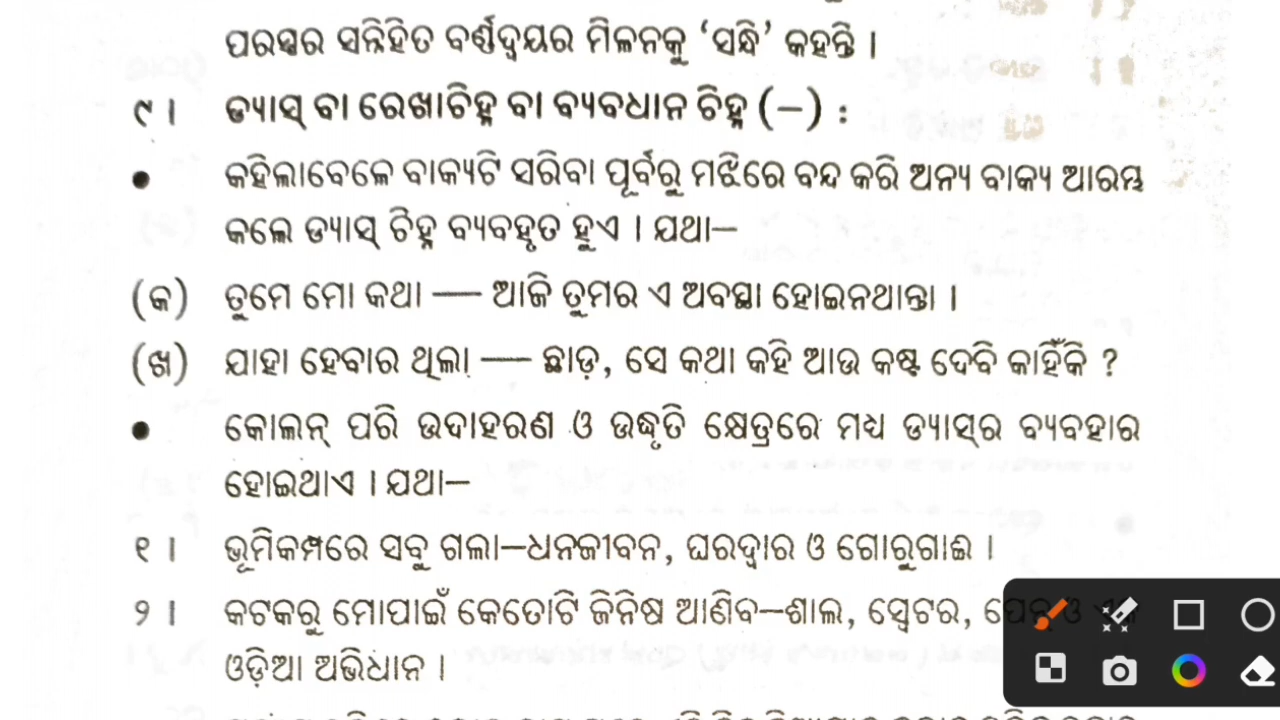 ପରସ୍ପର ସନ୍ନିହିତ ବର୍ଣ୍ଣଦ୍ୱୟର ମିଳନକୁ ‘ସନ୍ଧି’ କହନ୍ତି ।
୯ । ଡ୍ୟାସ୍ ବା ରେଖାଚିହ୍ନ ବା ବ୍ୟବଧାନ ଚିହ୍ନ (–) :
● କହିଲାବେଳେ ବାକ୍ୟଟି ସରିବା ପୂର୍ବରୁ ମଝିରେ ବନ୍ଦ କରି ଅନ୍ୟ ବାକ୍ୟ ଆରମ୍ଭ
କଲେ ଡ୍ୟାସ୍ ଚିହ୍ନ ବ୍ୟବହୃତ ହୁଏ । ଯଥା–
(କ) ତୁମେ ମୋ କଥା — ଆଜି ତୁମର ଏ ଅବସ୍ଥା ହୋଇନଥାନ୍ତା ।
(ଖ) ଯାହା ହେବାର ଥିଲା — ଛାଡ଼, ସେ କଥା କହି ଆଉ କଷ୍ଟ ଦେବି କାହିଁକି ?
● କୋଲନ୍ ପରି ଉଦାହରଣ ଓ ଉଦ୍ଧୃତି କ୍ଷେତ୍ରରେ ମଧ୍ୟ ଡ୍ୟାସ୍‌ର ବ୍ୟବହାର
ହୋଇଥାଏ । ଯଥା–
୧ । ଭୂମିକମ୍ପରେ ସବୁ ଗଲା–ଧନଜୀବନ, ଘରଦ୍ୱାର ଓ ଗୋରୁଗାଈ ।
୨ । କଟକରୁ ମୋପାଇଁ କେତୋଟି ଜିନିଷ ଆଣିବ–ଶାଲ, ସ୍ୱେଟର, ପେନ୍ ଓ ଏକ
ଓଡ଼ିଆ ଅଭିଧାନ ।